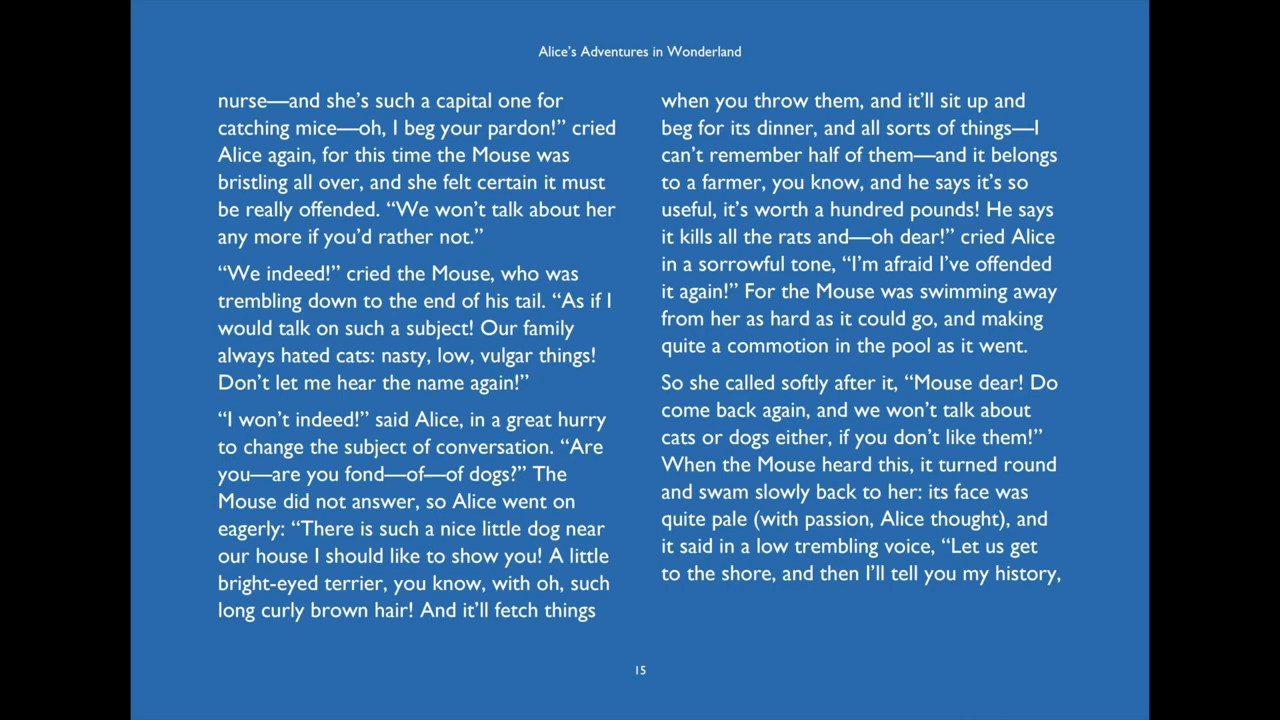 Alice’s Adventures in Wonderland
nurse—and she’s such a capital one for
catching mice—oh, I beg your pardon!” cried
Alice again, for this time the Mouse was
bristling all over, and she felt certain it must
be really offended. “We won’t talk about her
any more if you’d rather not.”
“We indeed!” cried the Mouse, who was
trembling down to the end of his tail. “As if I
would talk on such a subject! Our family
always hated cats: nasty, low, vulgar things!
Don’t let me hear the name again!”
“I won’t indeed!” said Alice, in a great hurry
to change the subject of conversation. “Are
you—are you fond—of—of dogs?” The
Mouse did not answer, so Alice went on
eagerly: “There is such a nice little dog near
our house I should like to show you! A little
bright-eyed terrier, you know, with oh, such
long curly brown hair! And it’ll fetch things
when you throw them, and it’ll sit up and
beg for its dinner, and all sorts of things—I
can’t remember half of them—and it belongs
to a farmer, you know, and he says it’s so
useful, it’s worth a hundred pounds! He says
it kills all the rats and—oh dear!” cried Alice
in a sorrowful tone, “I’m afraid I’ve offended
it again!” For the Mouse was swimming away
from her as hard as it could go, and making
quite a commotion in the pool as it went.
So she called softly after it, “Mouse dear! Do
come back again, and we won’t talk about
cats or dogs either, if you don’t like them!”
When the Mouse heard this, it turned round
and swam slowly back to her: its face was
quite pale (with passion, Alice thought), and
it said in a low trembling voice, “Let us get
to the shore, and then I’ll tell you my history,
15